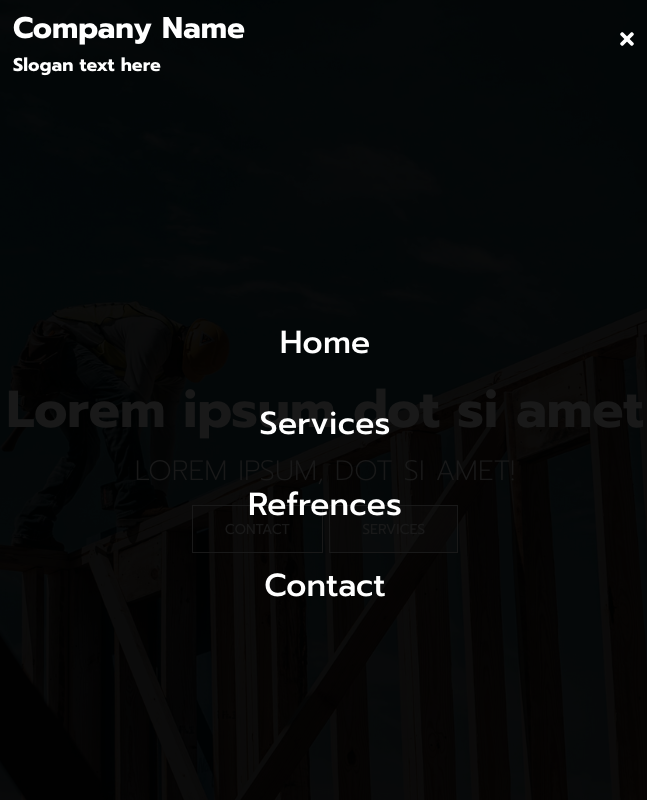 Company Name
Slogan text here
Home
Lorem ipsum dot si amet
Services
LOREM IPSUM, DOT SI AMET!
Refrences
CONTACT SERVICES
Contact